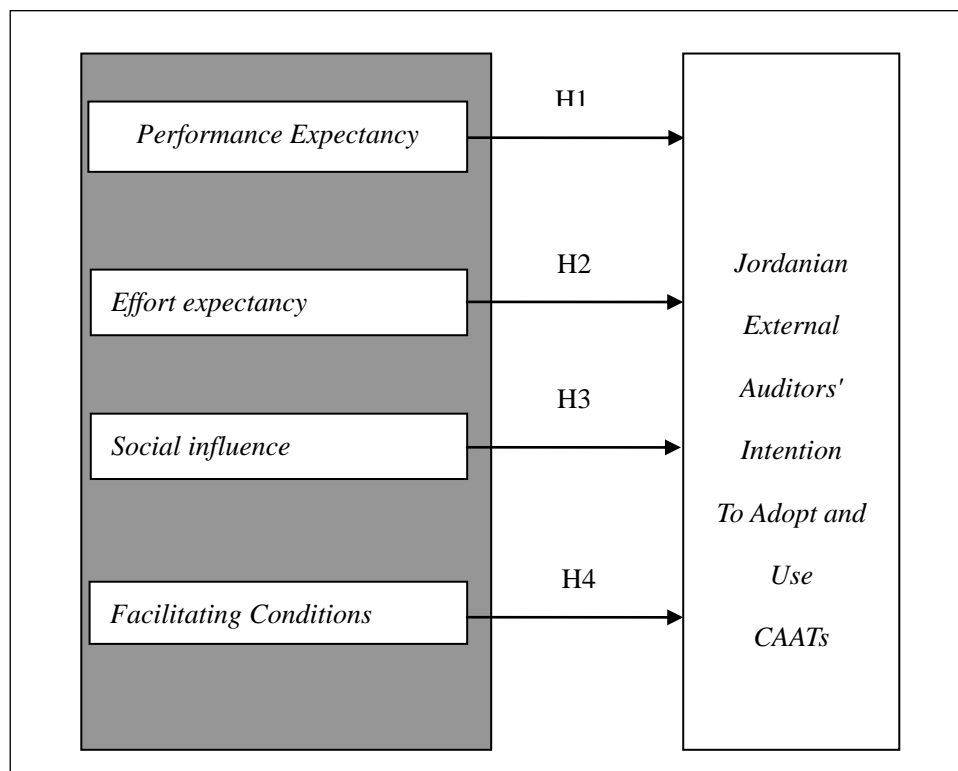 H1
Performance Expectancy
H2
Effort expectancy
H3
Social influence
H4
Facilitating Conditions
Jordanian
External
Auditors'
Intention
To Adopt and
Use
CAATs